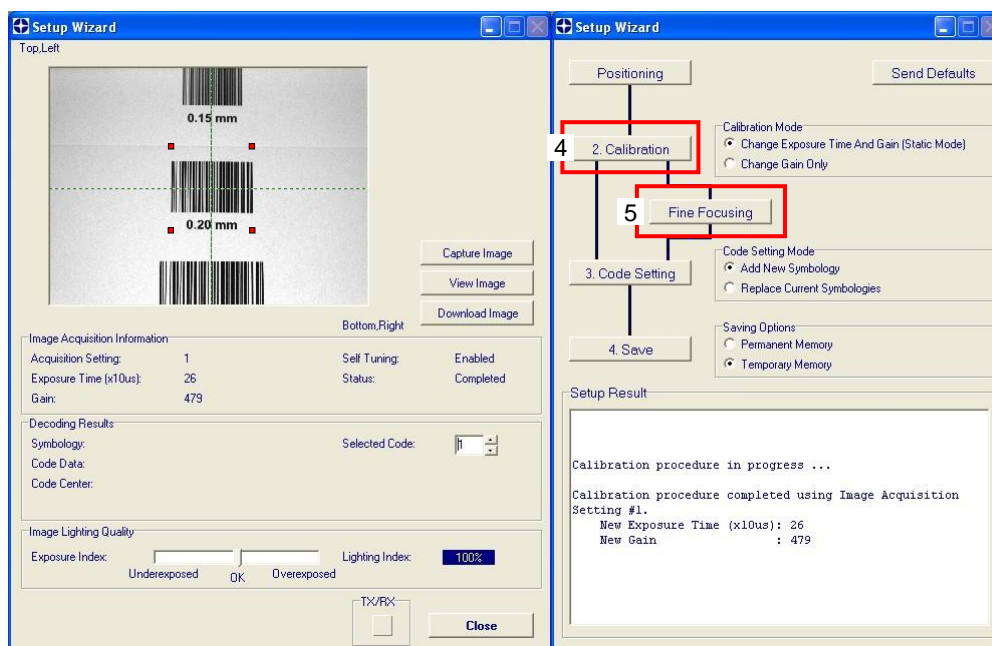 Setup Wizard
Top,Left
0.15 mm
0.20 mm
Capture Image
View Image
Download Image
Bottom,Right
Image Acquisition Information
Acquisition Setting: 1 Self Tuning: Enabled
Exposure Time (x10us): 26 Status: Completed
Gain: 479
Decoding Results
Symbology: Selected Code: 1
Code Data:
Code Center:
Image Lighting Quality
Exposure Index: Lighting Index: 100%
Underexposed OK Overexposed
TX/RX
Close
Setup Wizard
Positioning Send Defaults
4 2. Calibration
Calibration Mode
Change Exposure Time And Gain (Static Mode)
Change Gain Only
5 Fine Focusing
3. Code Setting
Code Setting Mode
Add New Symbology
Replace Current Symbologies
4. Save
Saving Options
Permanent Memory
Temporary Memory
Setup Result
Calibration procedure in progress ...
Calibration procedure completed using Image Acquisition
Setting #1.
New Exposure Time (x10us): 26
New Gain : 479